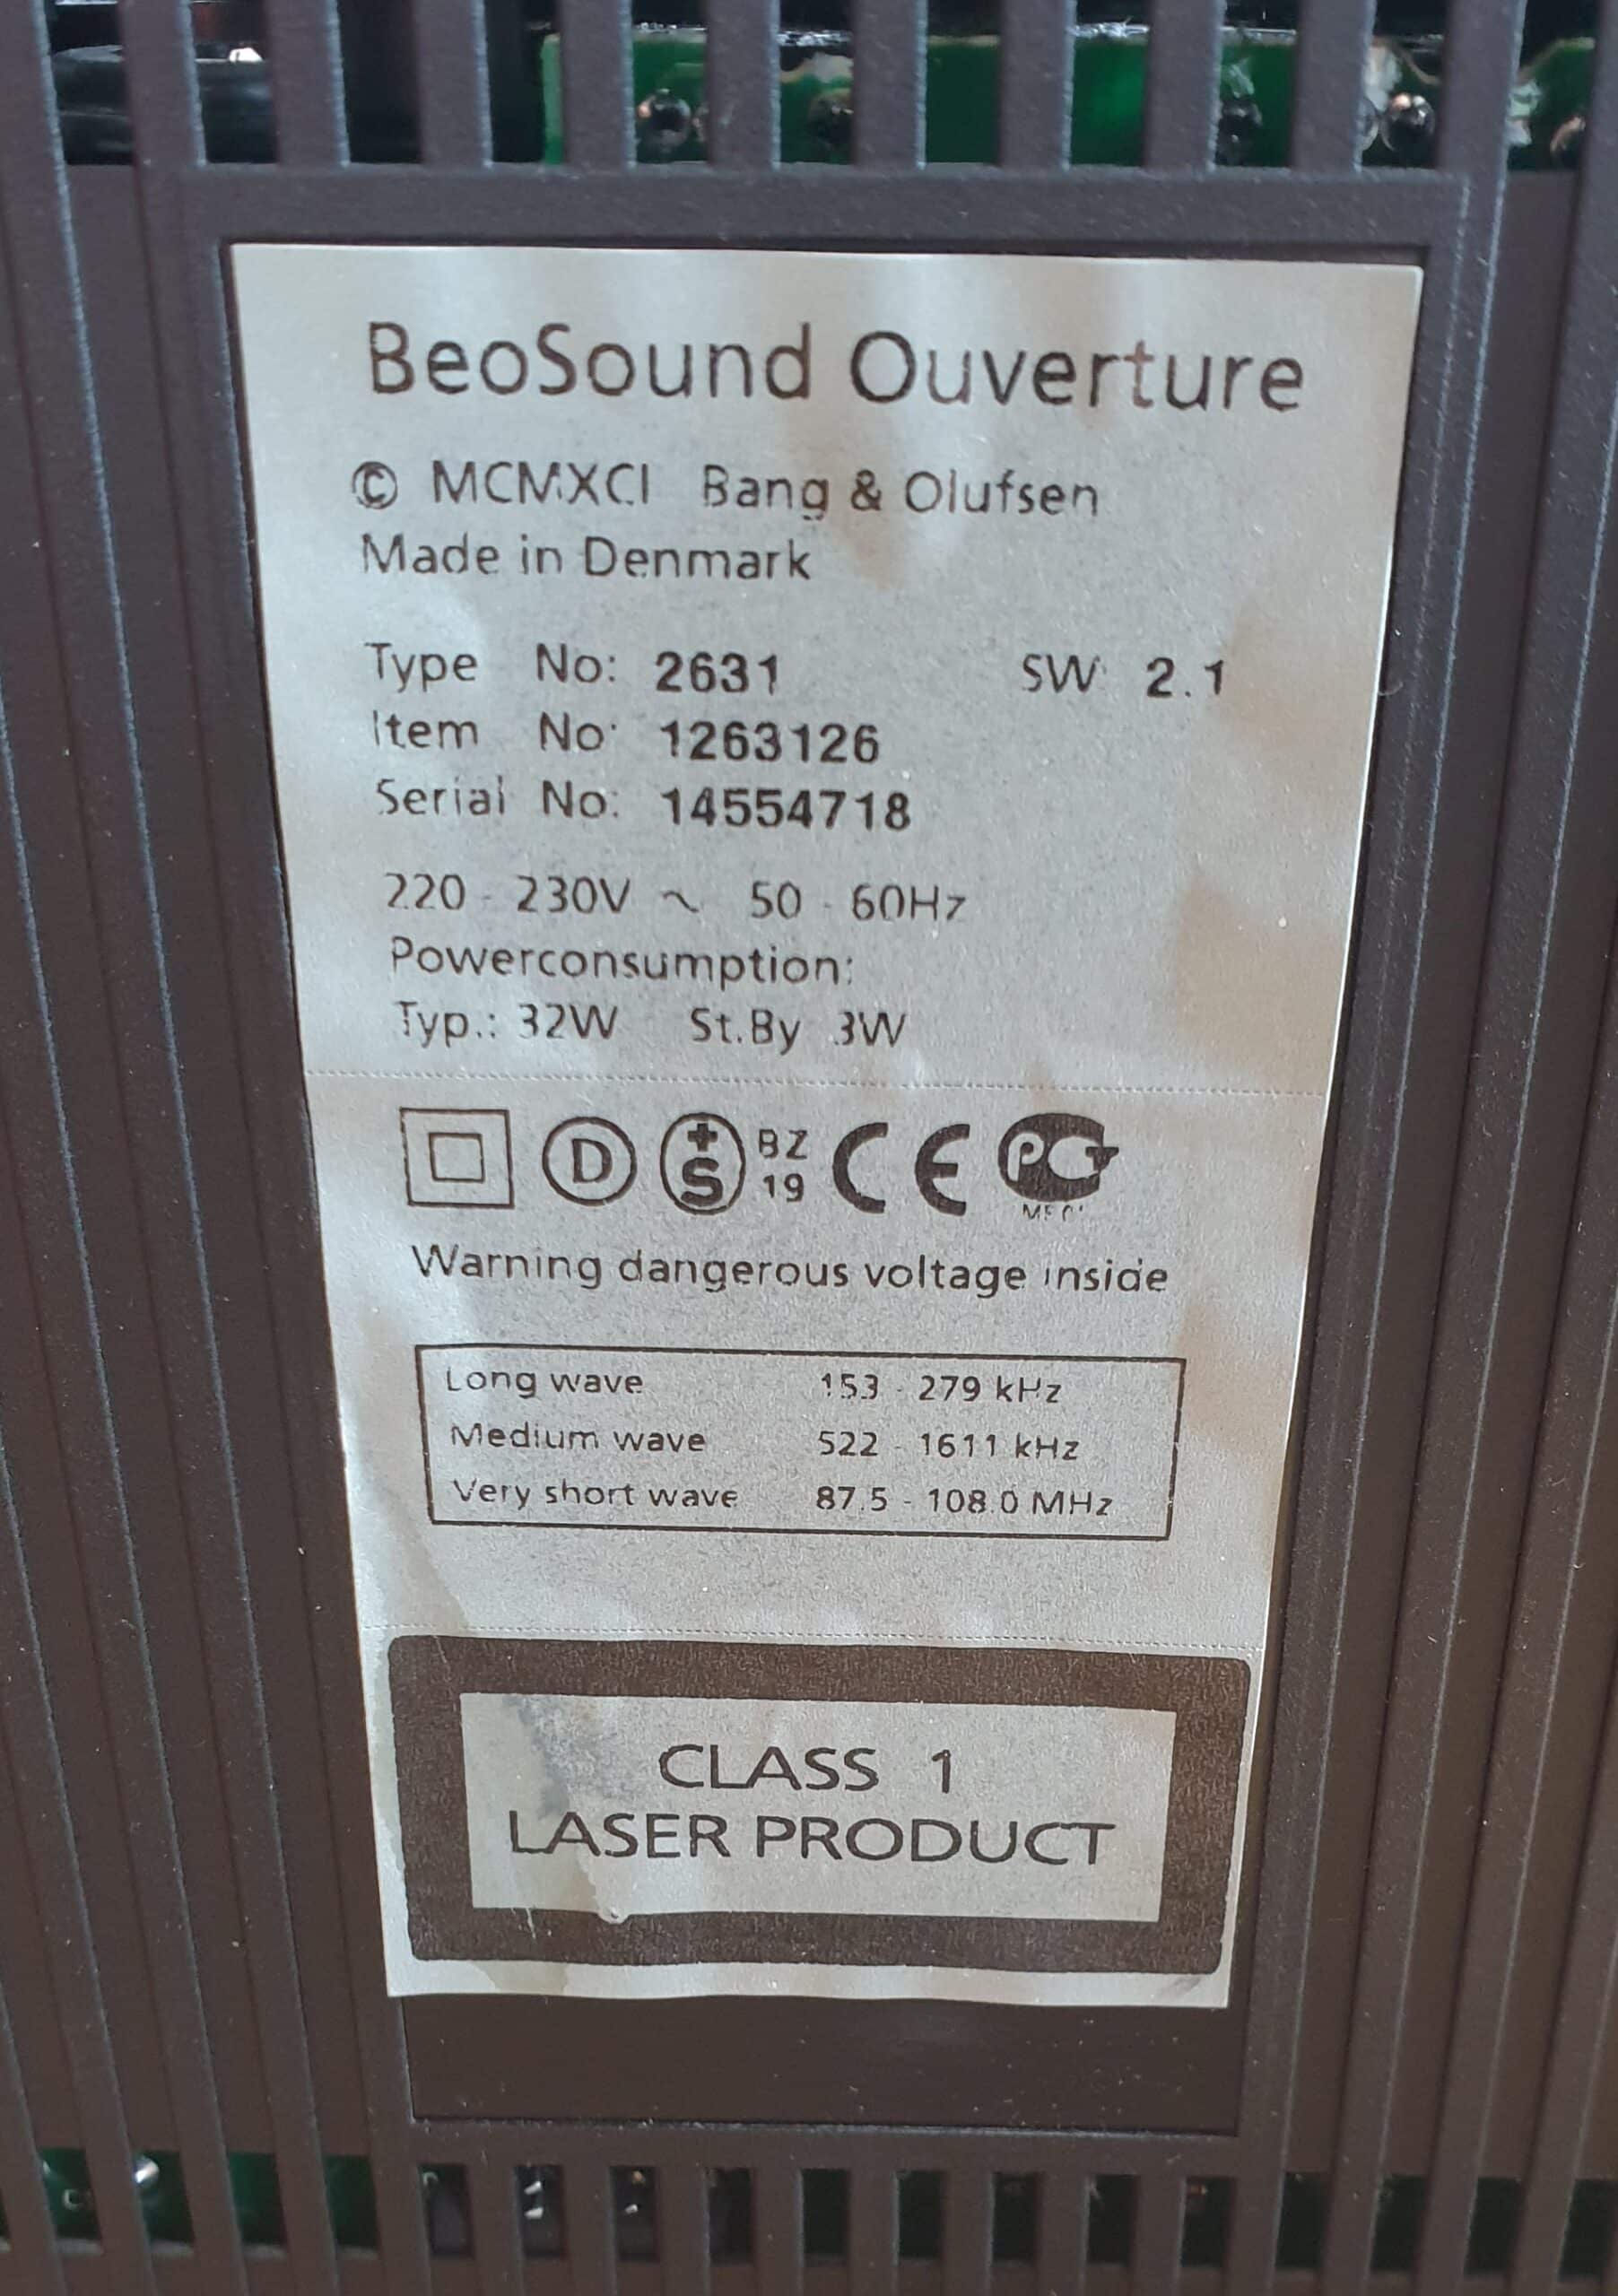 BeoSound Ouverture
© MCMXCI Bang & Olufsen
Made in Denmark
Type No: 2631 SW 2.1
Item No: 1263126
Serial No: 14554718
220 - 230V ~ 50 - 60Hz
Powerconsumption:
Typ.: 32W St.By 3W
D +S BZ 19 CE PCT
Warning dangerous voltage inside
Long wave 153 - 279 kHz
Medium wave 522 - 1611 kHz
Very short wave 87.5 - 108.0 MHz
CLASS 1
LASER PRODUCT